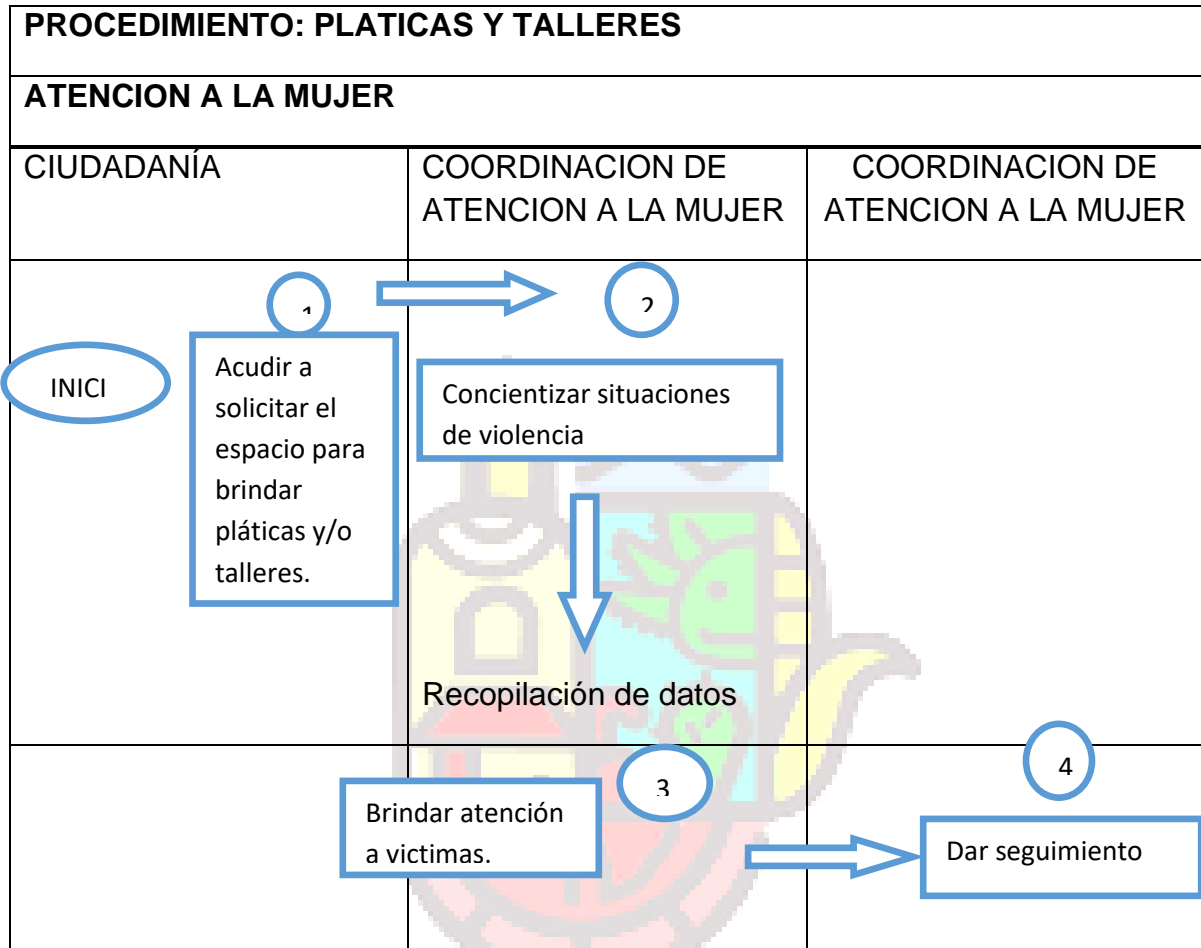 PROCEDIMIENTO: PLATICAS Y TALLERES
ATENCION A LA MUJER
CIUDADANÍA
COORDINACION DE
ATENCION A LA MUJER
COORDINACION DE
ATENCION A LA MUJER
INICI
1
Acudir a
solicitar el
espacio para
brindar
pláticas y/o
talleres.
2
Concientizar situaciones
de violencia
Recopilación de datos
3
Brindar atención
a victimas.
4
Dar seguimiento